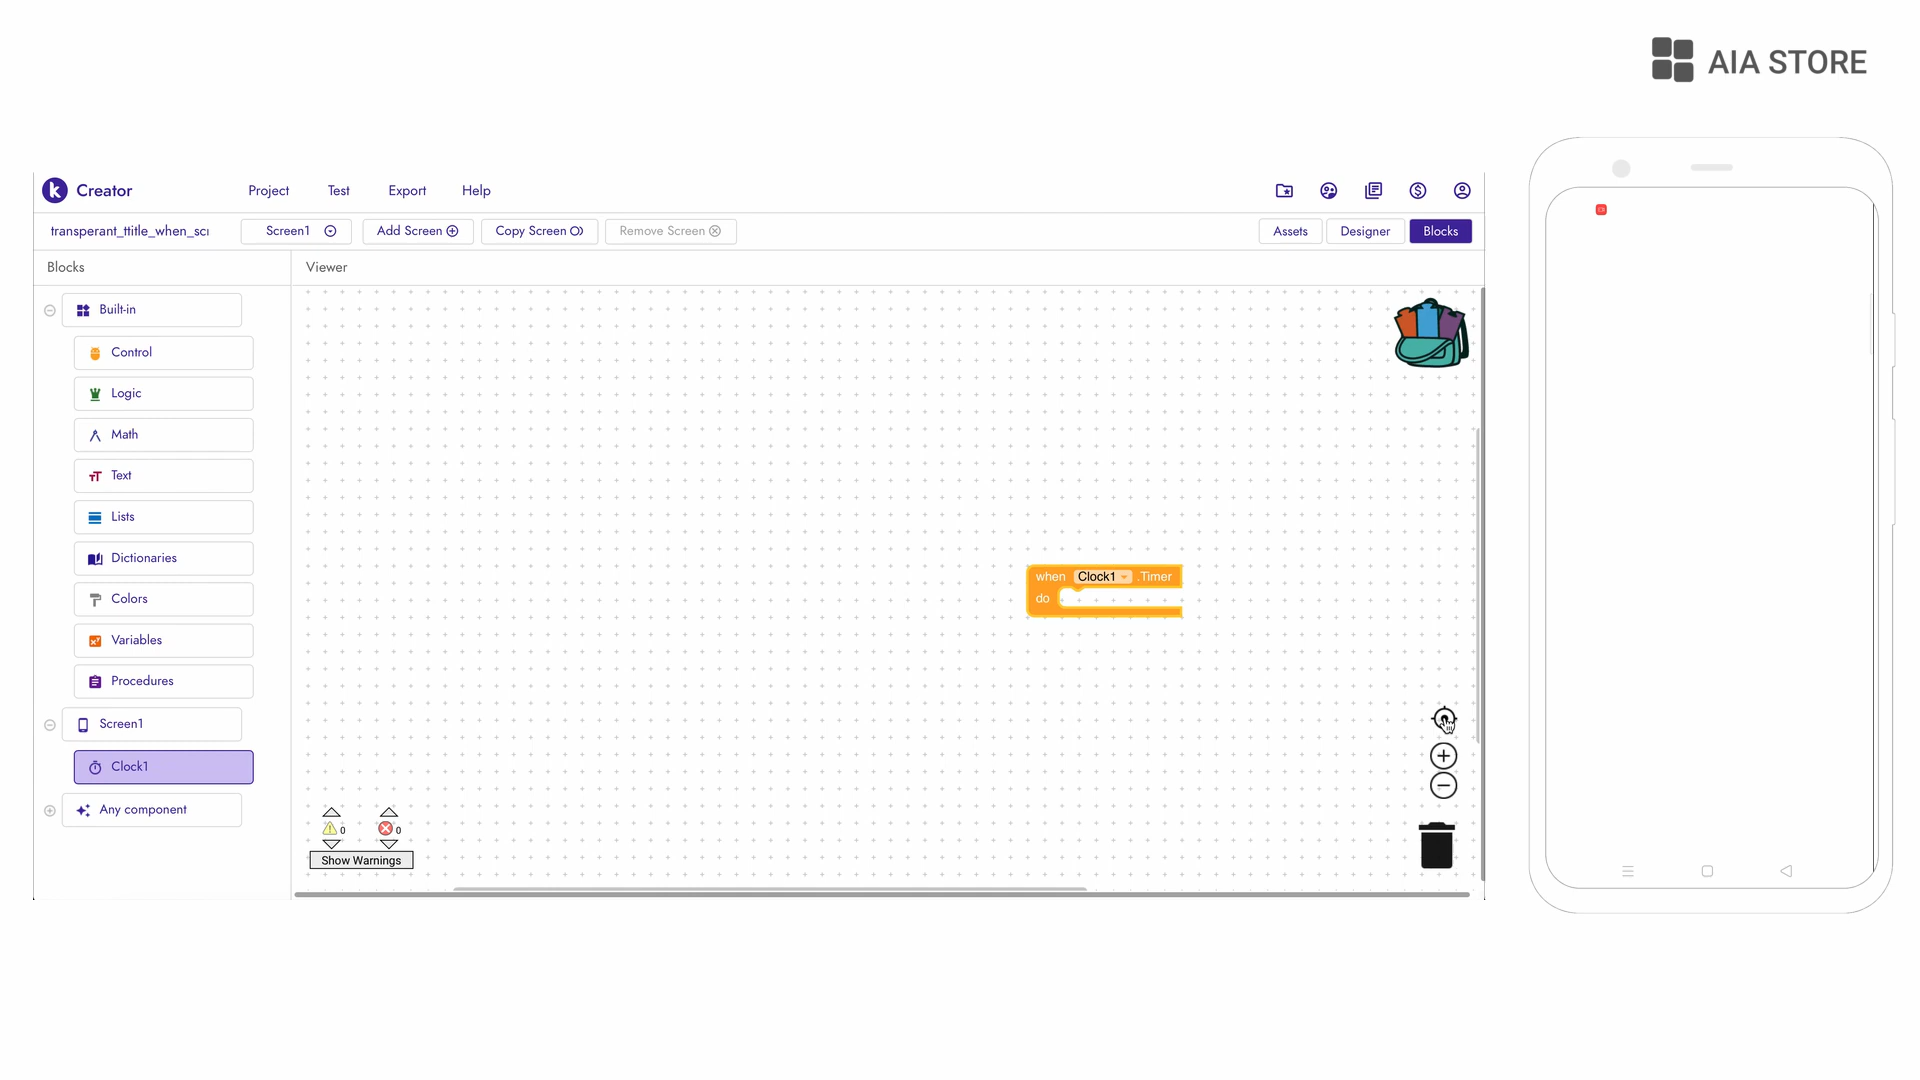 AIA STORE
Creator
Project Test Export Help
transperant_ttitle_when_scr
Screen1
Add Screen
Copy Screen
Remove Screen
Assets
Designer
Blocks
Blocks
Viewer
Built-in
Control
Logic
Math
Text
Lists
Dictionaries
Colors
Variables
Procedures
Screen1
Clock1
Any component
when Clock1 .Timer
do
0 0
Show Warnings